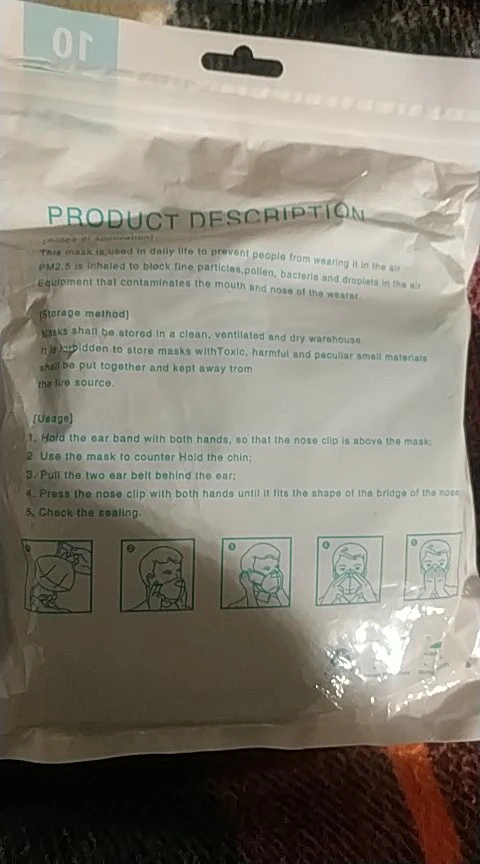 10
PRODUCT DESCRIPTION
This mask is used in daily life to prevent people from wearing it in the air
PM2.5 is inhaled to block fine particles,pollen, bacteria and droplets in the air
Equipment that contaminates the mouth and nose of the wearer
[Storage method]
Masks shall be stored in a clean, ventilated and dry warehouse
It is forbidden to store masks withToxic, harmful and peculiar smell materials
shall be put together and kept away from
the fire source.
[Usage]
1. Hold the ear band with both hands, so that the nose clip is above the mask;
2. Use the mask to counter Hold the chin;
3. Pull the two ear belt behind the ear;
4. Press the nose clip with both hands until it fits the shape of the bridge of the nose
5. Check the sealing.
2 3 4